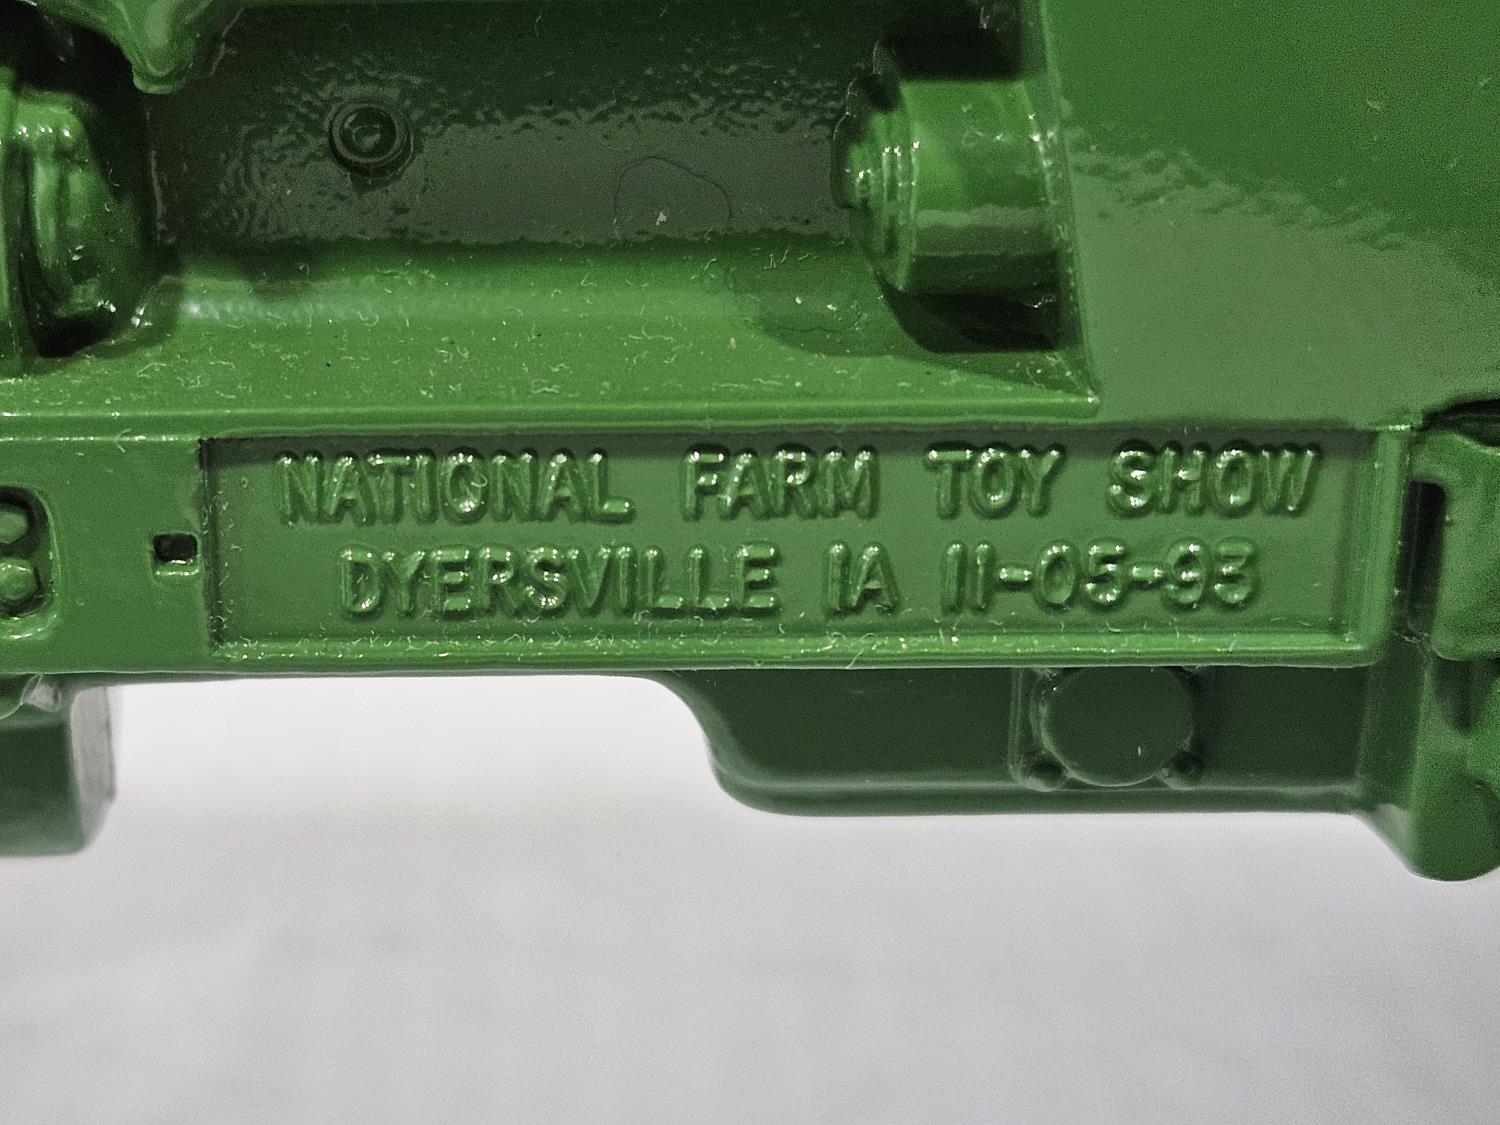 NATIONAL FARM TOY SHOW
DYERSVILLE IA 11-05-93